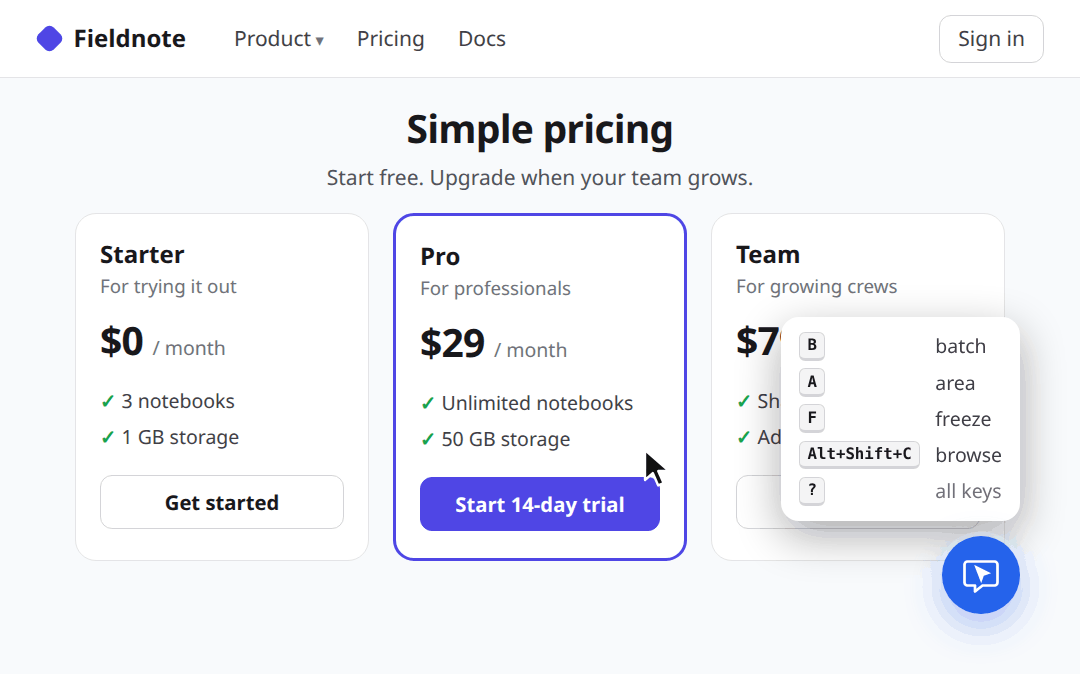 Fieldnote
Product ▾
Pricing
Docs
Sign in
Simple pricing
Start free. Upgrade when your team grows.
Starter
For trying it out
$0 / month
✓ 3 notebooks
✓ 1 GB storage
Get started
Pro
For professionals
$29 / month
✓ Unlimited notebooks
✓ 50 GB storage
Start 14-day trial
Team
For growing crews
B batch
A area
F freeze
Alt+Shift+C browse
? all keys